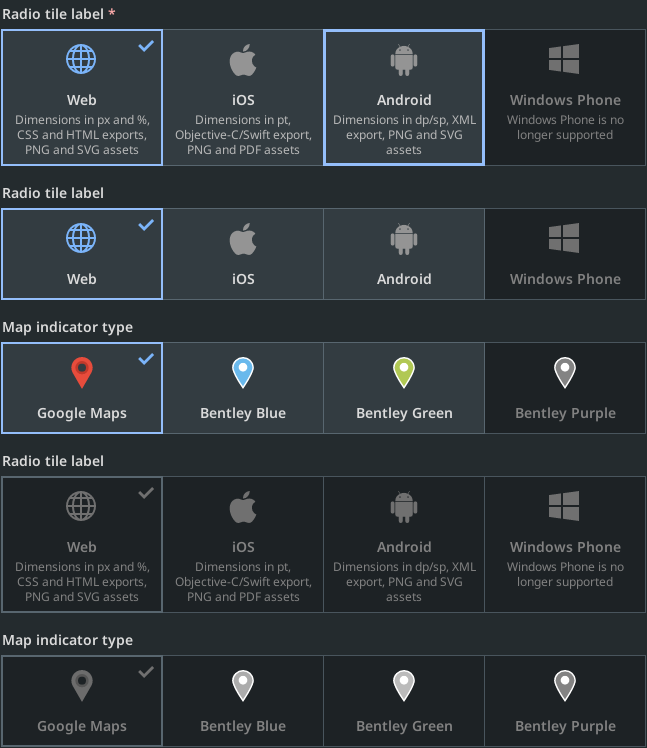 Radio tile label *
Web
Dimensions in px and %,
CSS and HTML exports,
PNG and SVG assets
iOS
Dimensions in pt,
Objective-C/Swift export,
PNG and PDF assets
Android
Dimensions in dp/sp, XML
export, PNG and SVG
assets
Windows Phone
Windows Phone is no
longer supported
Radio tile label
Web
iOS
Android
Windows Phone
Map indicator type
Google Maps
Bentley Blue
Bentley Green
Bentley Purple
Radio tile label
Web
Dimensions in px and %,
CSS and HTML exports,
PNG and SVG assets
iOS
Dimensions in pt,
Objective-C/Swift export,
PNG and PDF assets
Android
Dimensions in dp/sp, XML
export, PNG and SVG
assets
Windows Phone
Windows Phone is no
longer supported
Map indicator type
Google Maps
Bentley Blue
Bentley Green
Bentley Purple